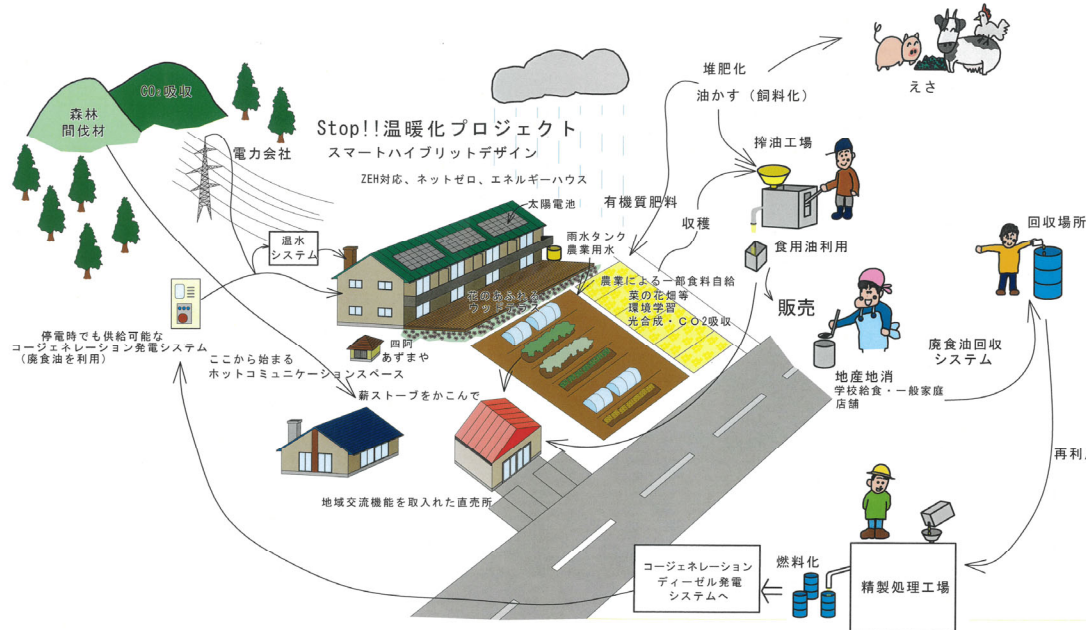 CO₂吸収
森林
間伐材
電力会社
Stop!!温暖化プロジェクト
スマートハイブリットデザイン
ZEH対応、ネットゼロ、エネルギーハウス
太陽電池
温水
システム
雨水タンク
農業用水
有機質肥料
堆肥化
油かす（飼料化）
えさ
搾油工場
収穫
食用油利用
回収場所
農業による一部食料自給
菜の花畑等
環境学習
光合成・ＣＯ２吸収
販売
花のあふれる
ウッドテラス
四阿
あずまや
停電時でも供給可能な
コージェネレーション発電システム
（廃食油を利用）
ここから始まる
ホットコミュニケーションスペース
薪ストーブをかこんで
地域交流機能を取入れた直売所
廃食油回収
システム
地産地消
学校給食・一般家庭
店舗
再利
コージェネレーション
ディーゼル発電
システムへ
燃料化
精製処理工場